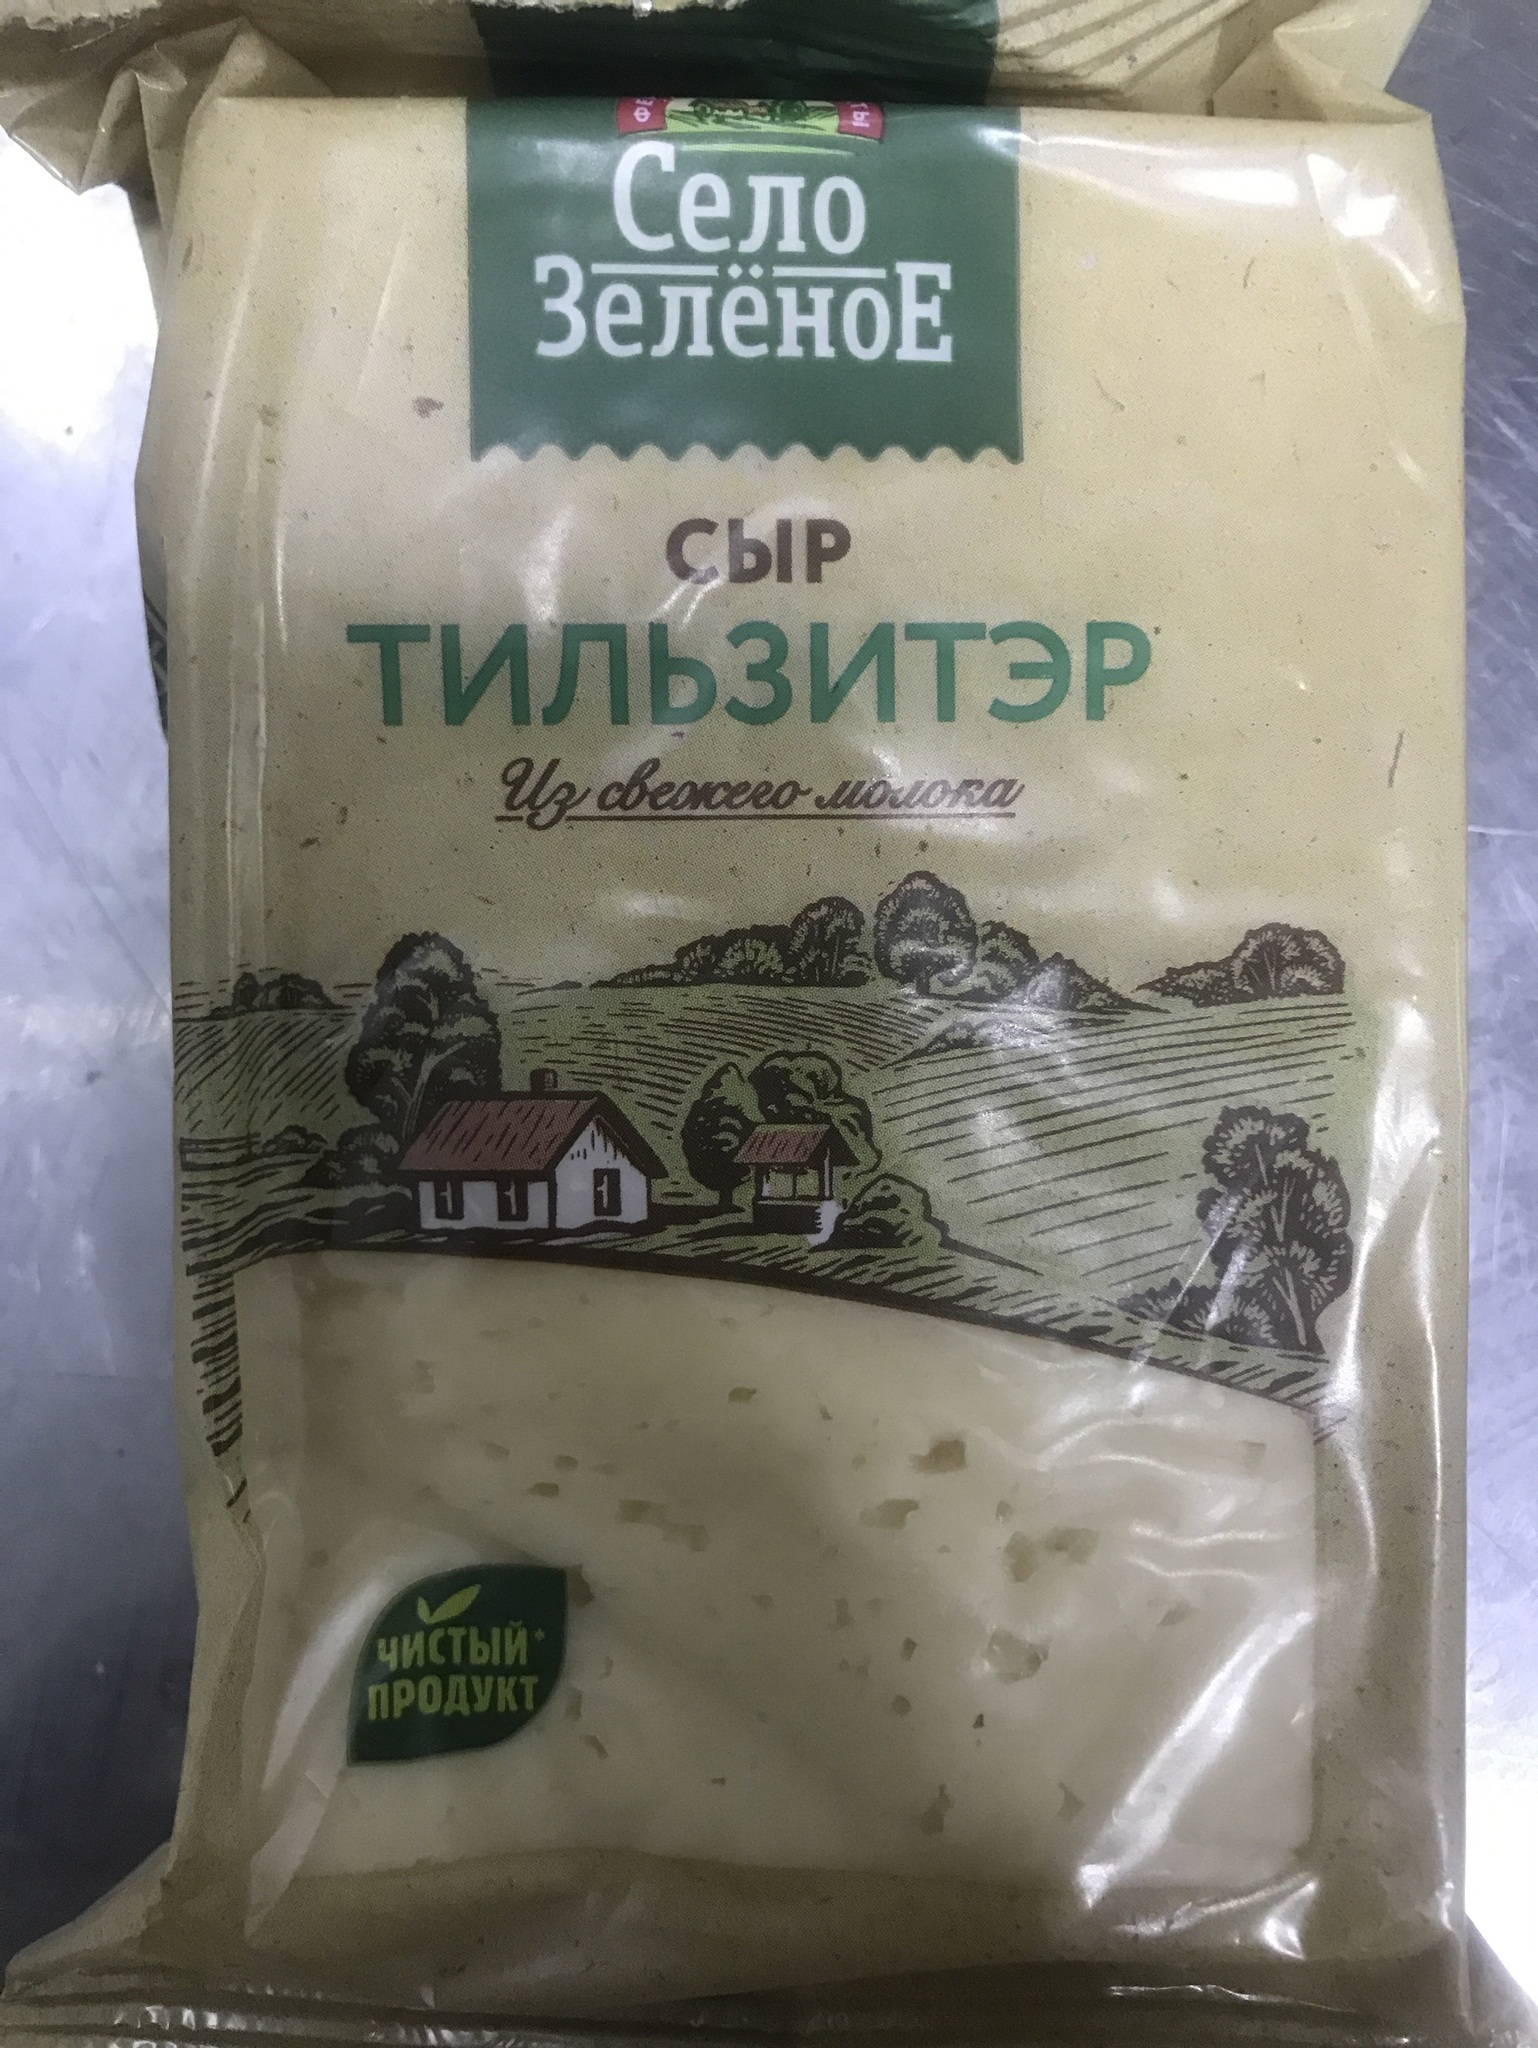 Село
ЗелёноЕ
СЫР
ТИЛЬЗИТЭР
Из свежего молока
ЧИСТЫЙ*
ПРОДУКТ